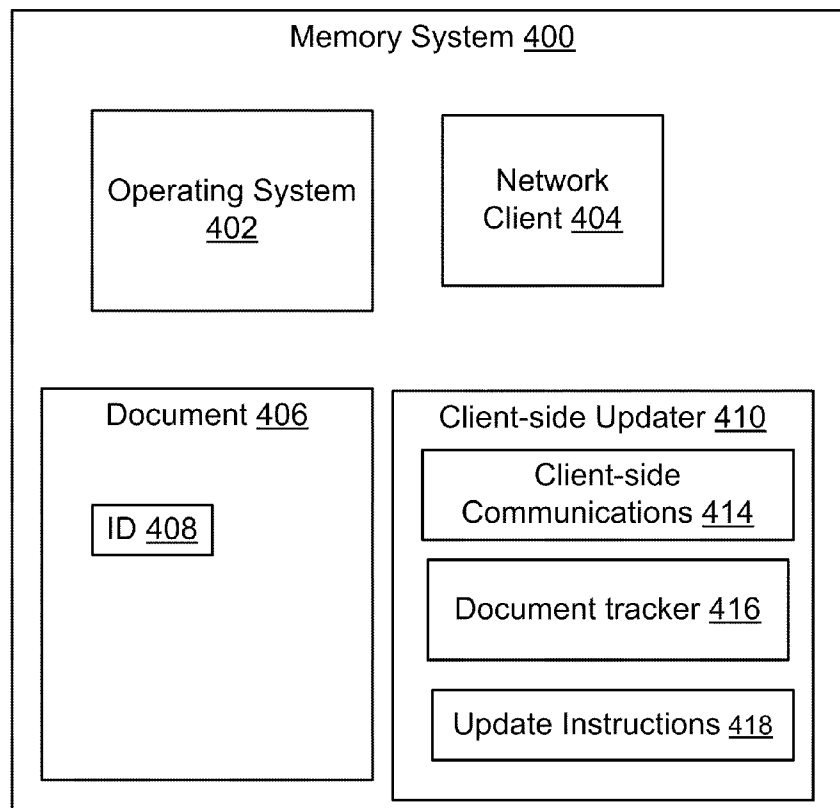 Memory System 400
Operating System
402
Network
Client 404
Document 406
ID 408
Client-side Updater 410
Client-side
Communications 414
Document tracker 416
Update Instructions 418